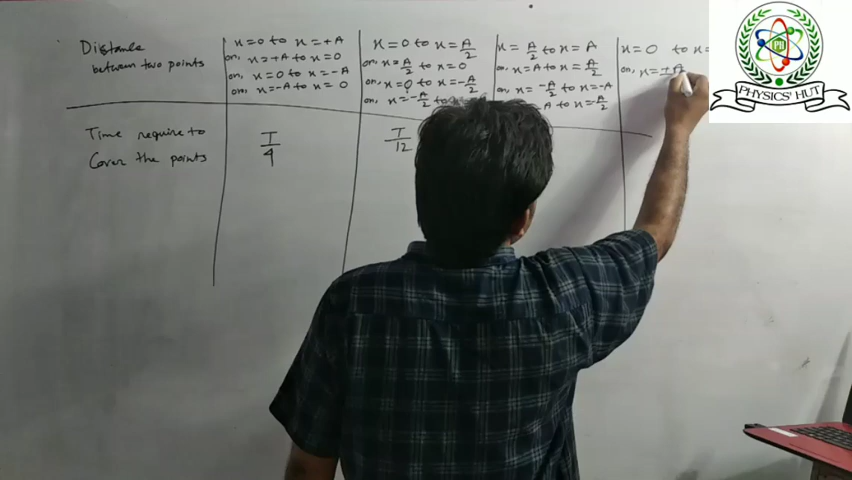 Distance
between two points
x=0 to x=+A
or, x=+A to x=0
or, x=0 to x=-A
or, x=-A to x=0
x=0 to x=A/2
or, x=A/2 to x=0
or, x=0 to x=-A/2
or, x=-A/2 to
x=A/2 to x=A
or, x=A to x=A/2
or, x=-A/2 to x=-A
A to x=-A/2
x=0 to x=
or, x=+A
Time require to
Cover the points
T/4
T/12
PH
PHYSICS' HUT